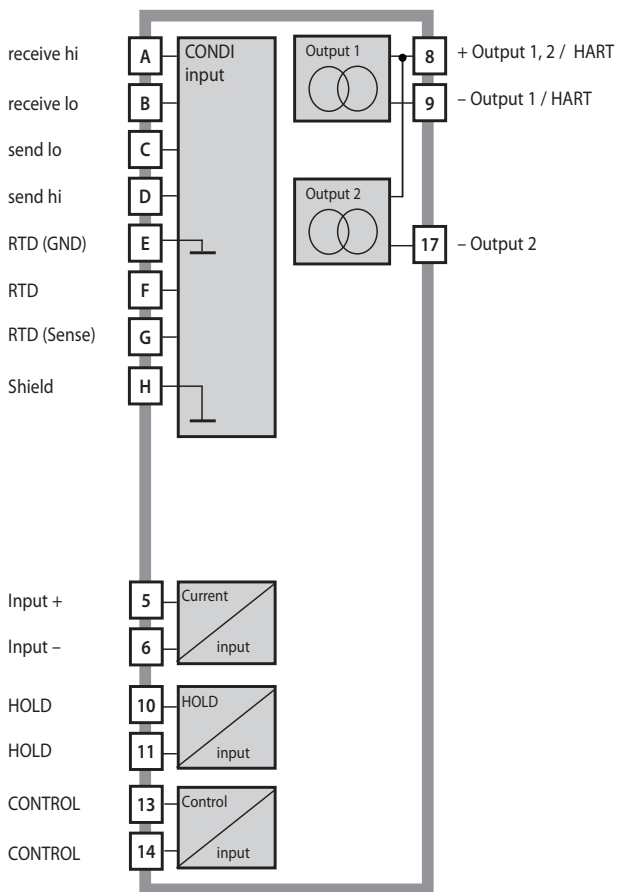 receive hi
A
receive lo
B
send lo
C
send hi
D
RTD (GND)
E
RTD
F
RTD (Sense)
G
Shield
H
CONDI
input
Output 1
8
+ Output 1, 2 / HART
9
– Output 1 / HART
Output 2
17
– Output 2
Input +
5
Input –
6
Current
input
HOLD
10
HOLD
11
HOLD
input
CONTROL
13
CONTROL
14
Control
input